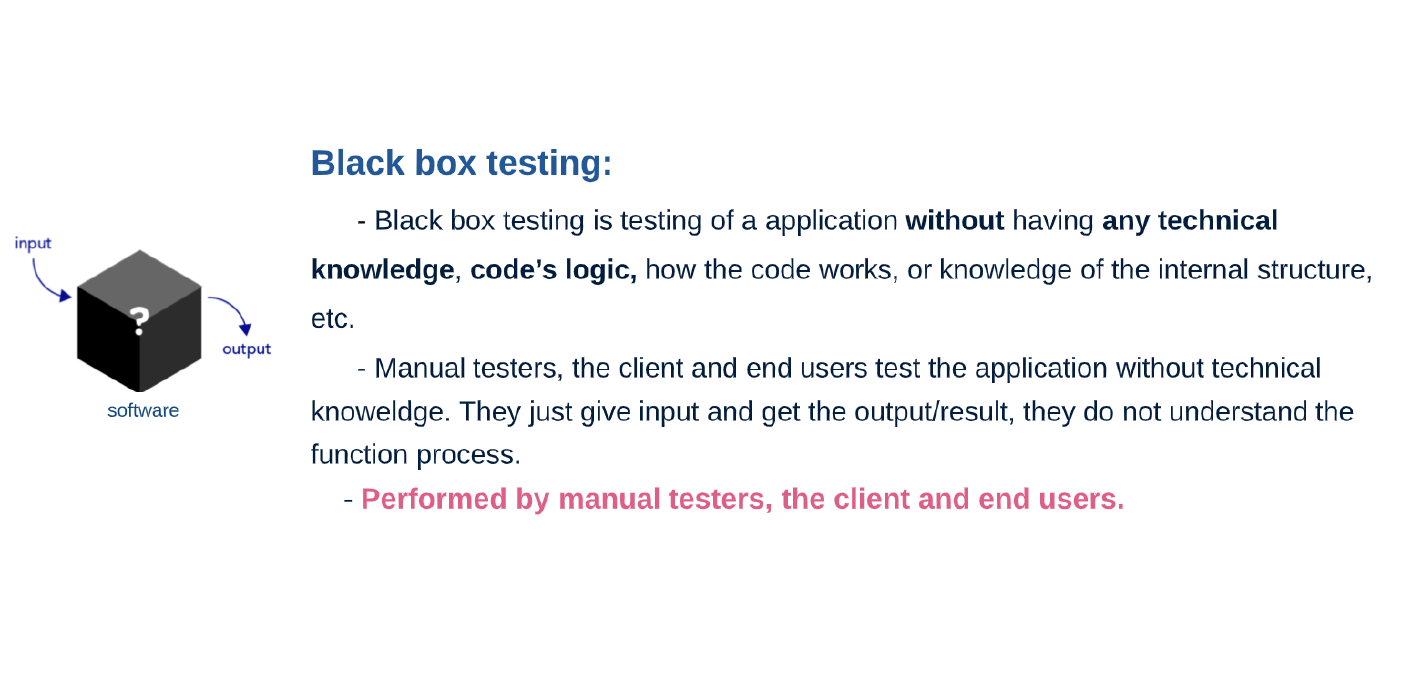 Black box testing:
- Black box testing is testing of a application without having any technical
knowledge, code’s logic, how the code works, or knowledge of the internal structure,
etc.
- Manual testers, the client and end users test the application without technical
knoweldge. They just give input and get the output/result, they do not understand the
function process.
- Performed by manual testers, the client and end users.
input
?
output
software